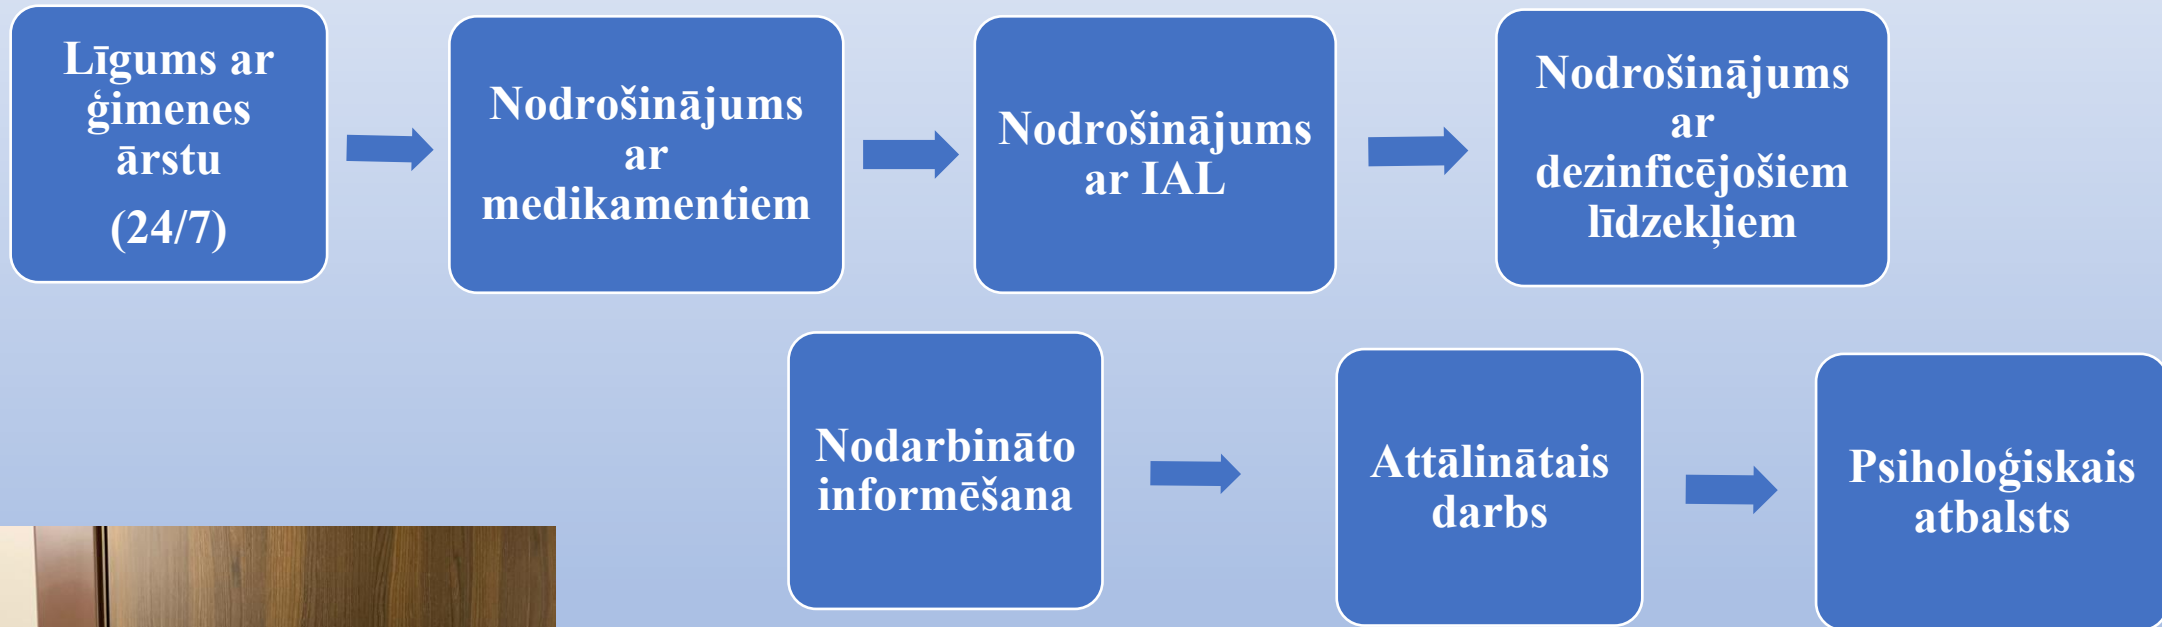 Līgums ar
ģimenes
ārstu
(24/7)
Nodrošinājums
ar
medikamentiem
Nodrošinājums
ar IAL
Nodrošinājums
ar
dezinficējošiem
līdzekļiem
Nodarbināto
informēšana
Attālinātais
darbs
Psiholoģiskais
atbalsts